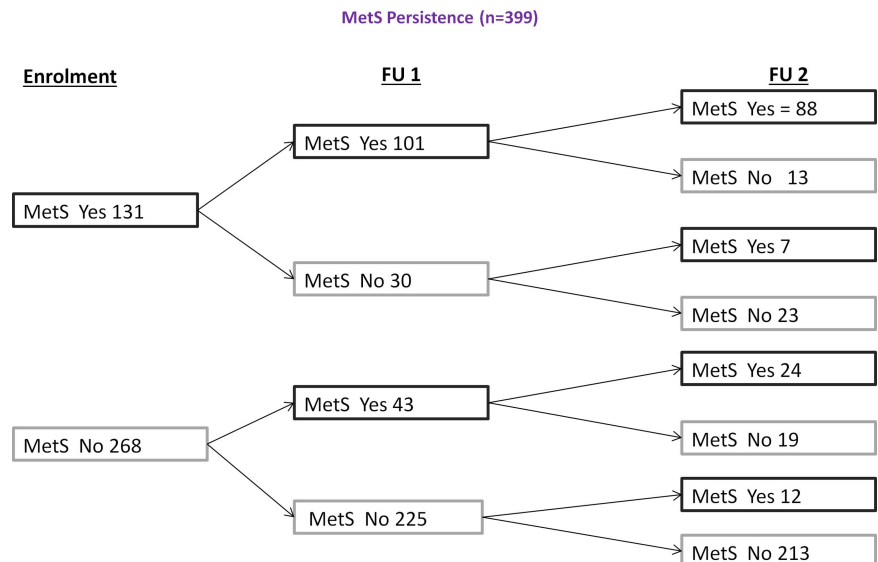 MetS Persistence (n=399)
Enrolment
FU 1
FU 2
MetS Yes = 88
MetS Yes 101
MetS No 13
MetS Yes 131
MetS Yes 7
MetS No 30
MetS No 23
MetS Yes 24
MetS Yes 43
MetS No 19
MetS No 268
MetS Yes 12
MetS No 225
MetS No 213